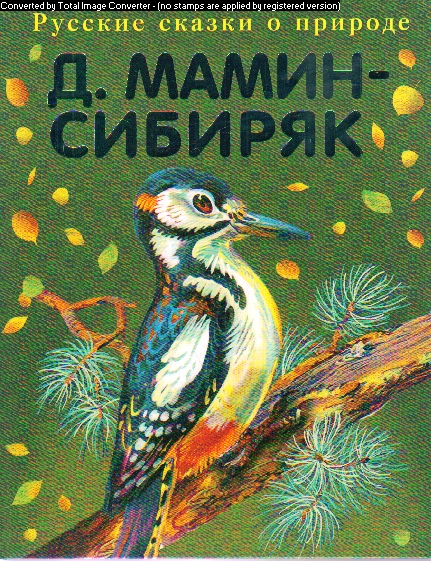 Converted by Total Image Converter - (no stamps are applied by registered version)
Русские сказки о природе
Д. МАМИН-
СИБИРЯК